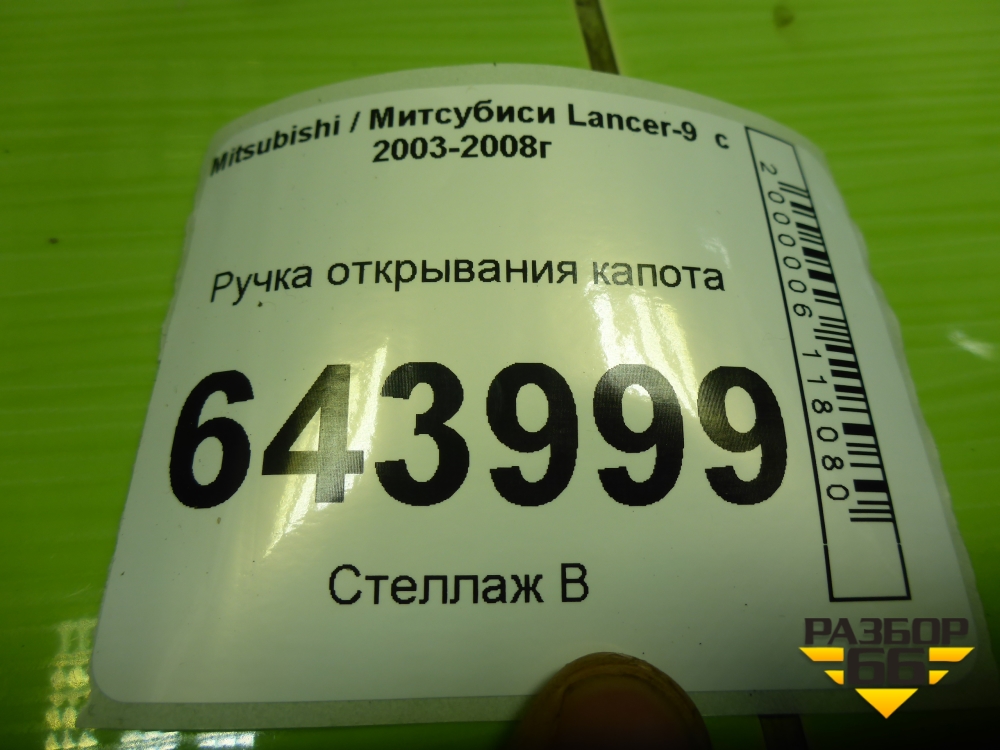 Mitsubishi / Митсубиси Lancer-9 с
2003-2008г
Ручка открывания капота
643999
Стеллаж В
2000006118080
РАЗБОР
66